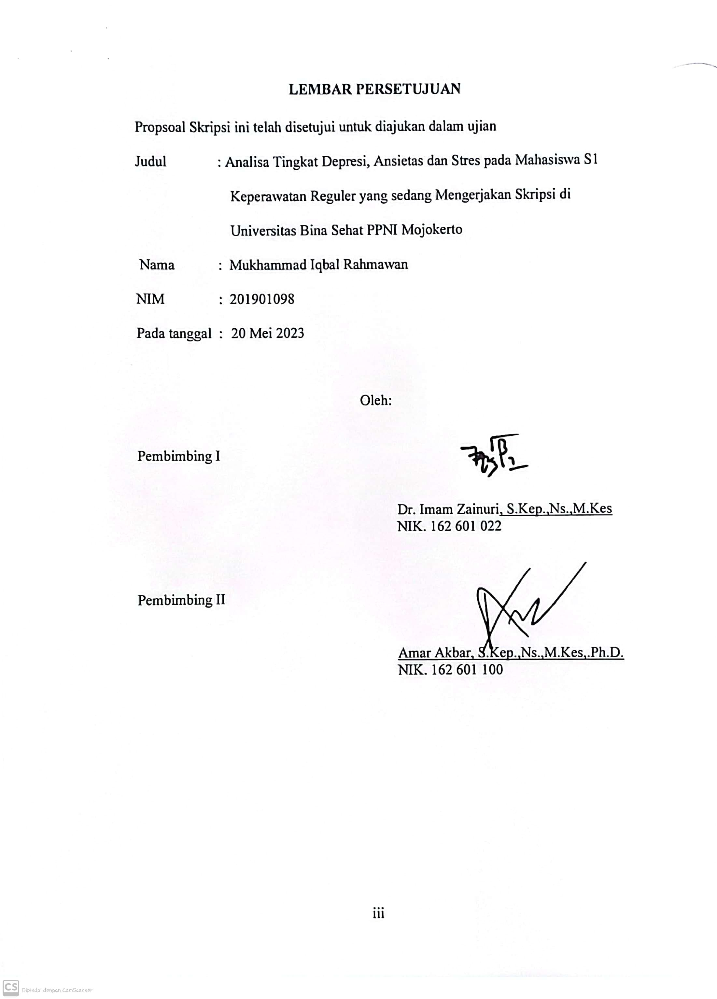 LEMBAR PERSETUJUAN
Propsoal Skripsi ini telah disetujui untuk diajukan dalam ujian
Judul : Analisa Tingkat Depresi, Ansietas dan Stres pada Mahasiswa S1
Keperawatan Reguler yang sedang Mengerjakan Skripsi di
Universitas Bina Sehat PPNI Mojokerto
Nama : Mukhammad Iqbal Rahmawan
NIM : 201901098
Pada tanggal : 20 Mei 2023
Oleh:
Pembimbing I
Dr. Imam Zainuri, S.Kep.,Ns.,M.Kes
NIK. 162 601 022
Pembimbing II
Amar Akbar, S.Kep.,Ns.,M.Kes,.Ph.D.
NIK. 162 601 100
iii
CS Dipindai dengan CamScanner